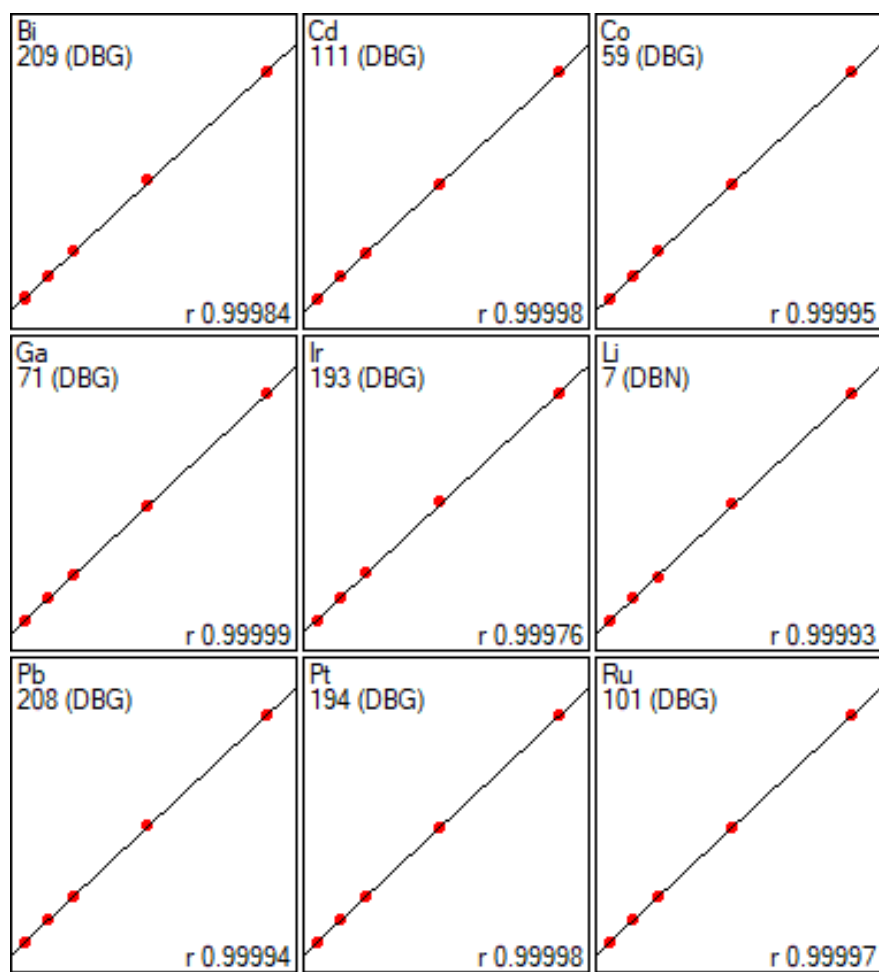 Bi
209 (DBG)
r 0.99984
Cd
111 (DBG)
r 0.99998
Co
59 (DBG)
r 0.99995
Ga
71 (DBG)
r 0.99999
Ir
193 (DBG)
r 0.99976
Li
7 (DBN)
r 0.99993
Pb
208 (DBG)
r 0.99994
Pt
194 (DBG)
r 0.99998
Ru
101 (DBG)
r 0.99997